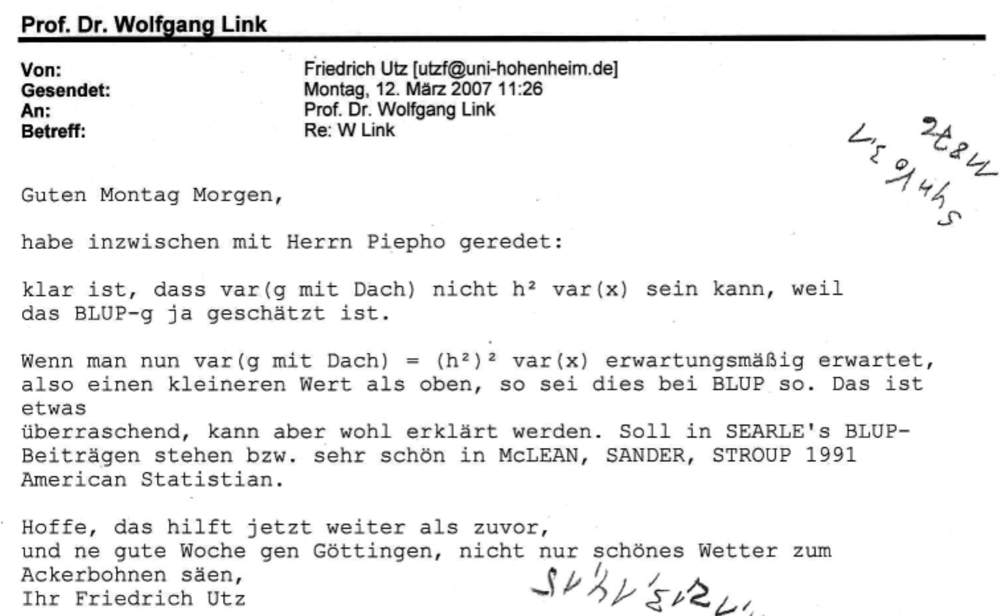 Prof. Dr. Wolfgang Link
Von: Friedrich Utz [utzf@uni-hohenheim.de]
Gesendet: Montag, 12. März 2007 11:26
An: Prof. Dr. Wolfgang Link
Betreff: Re: W Link
Guten Montag Morgen,
habe inzwischen mit Herrn Piepho geredet:
klar ist, dass var(g mit Dach) nicht h² var(x) sein kann, weil
das BLUP-g ja geschätzt ist.
Wenn man nun var(g mit Dach) = (h²)² var(x) erwartungsmäßig erwartet,
also einen kleineren Wert als oben, so sei dies bei BLUP so. Das ist
etwas
überraschend, kann aber wohl erklärt werden. Soll in SEARLE's BLUP-
Beiträgen stehen bzw. sehr schön in McLEAN, SANDER, STROUP 1991
American Statistian.
Hoffe, das hilft jetzt weiter als zuvor,
und ne gute Woche gen Göttingen, nicht nur schönes Wetter zum
Ackerbohnen säen,
Ihr Friedrich Utz